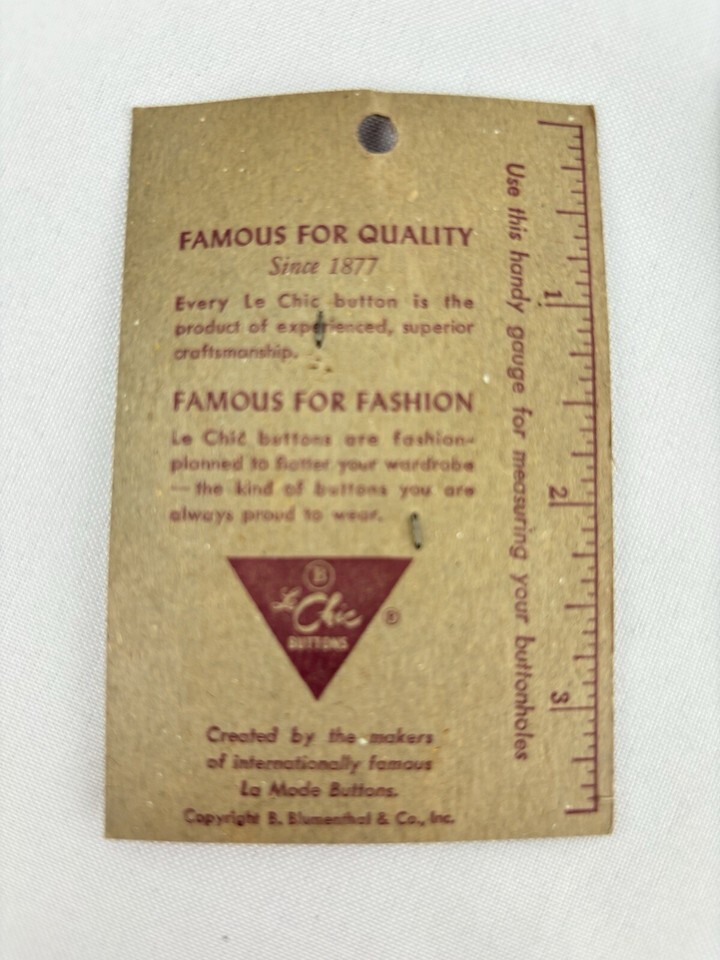 FAMOUS FOR QUALITY
Since 1877
Every Le Chic button is the
product of experienced, superior
craftsmanship.
FAMOUS FOR FASHION
Le Chic buttons are fashion-
planned to flatter your wardrobe
— the kind of buttons you are
always proud to wear.
B
Le Chic
BUTTONS
®
Created by the makers
of internationally famous
La Mode Buttons.
Copyright B. Blumenthal & Co., Inc.
Use this handy gauge for measuring your buttonholes
1
2
3